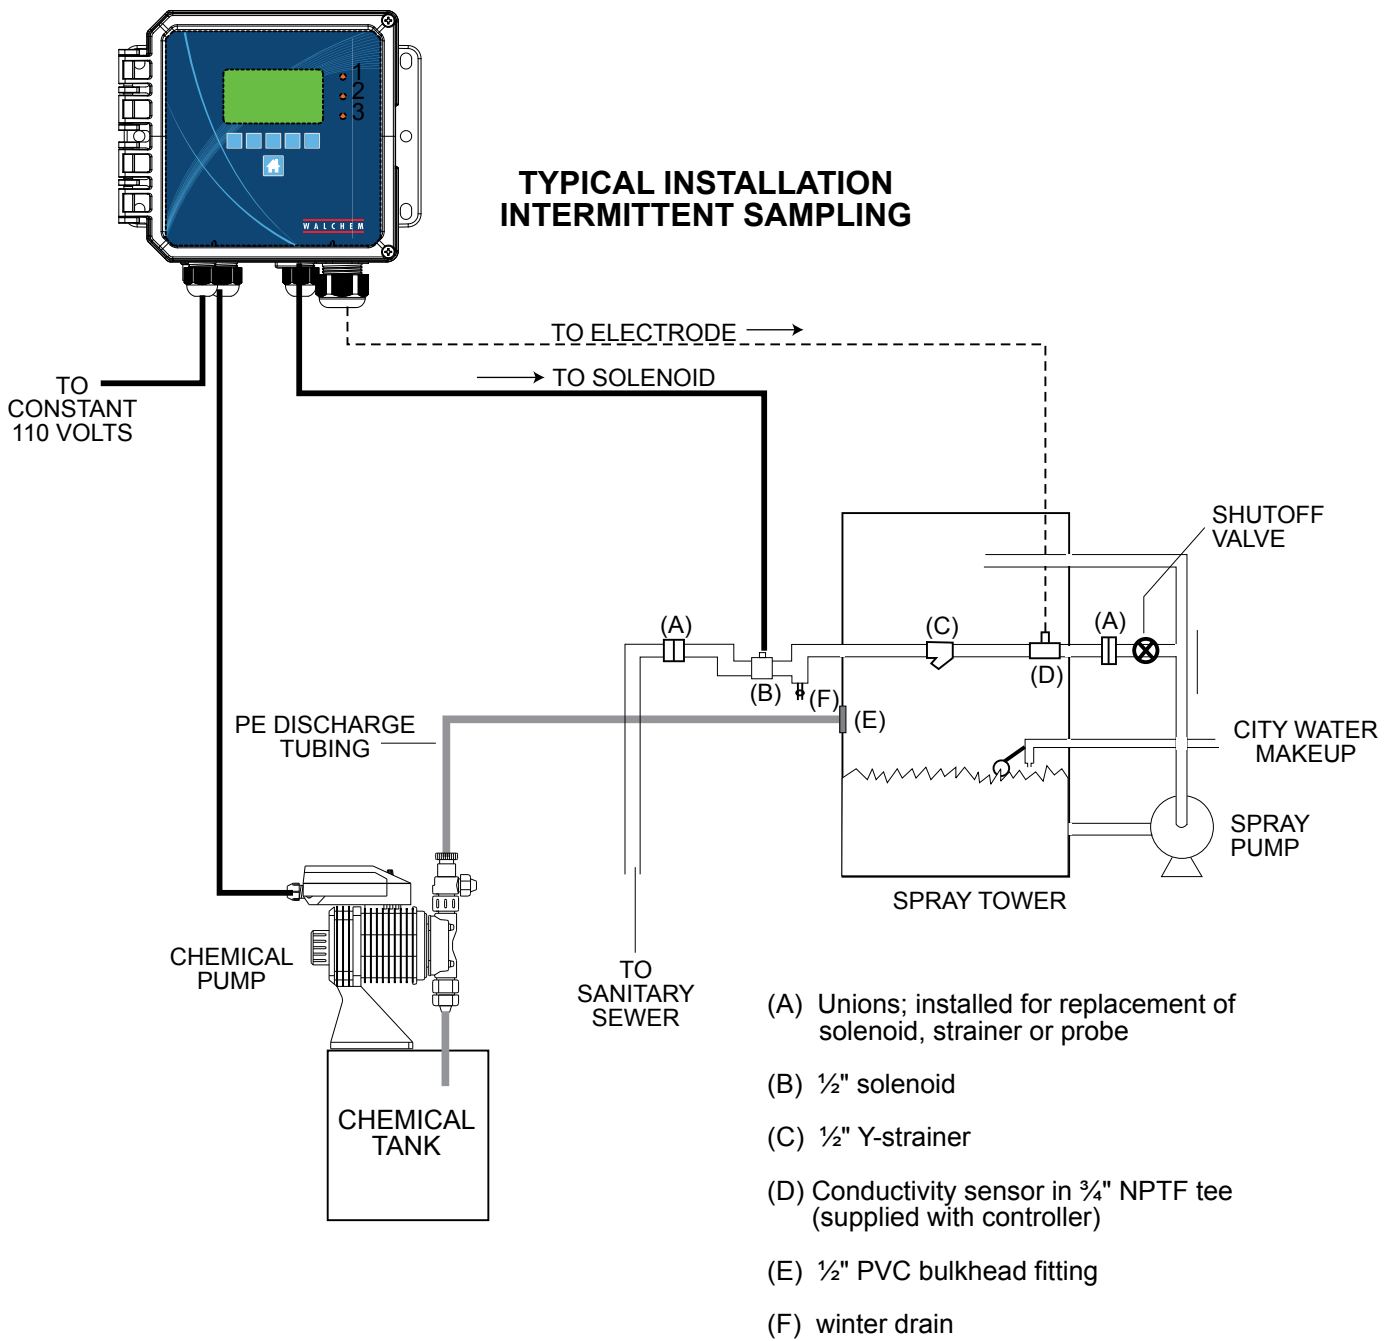 1
2
3
WALCHEM
TYPICAL INSTALLATION
INTERMITTENT SAMPLING
TO ELECTRODE
TO SOLENOID
TO
CONSTANT
110 VOLTS
SHUTOFF
VALVE
(A)
(C)
(A)
(B)
(F)
(D)
(E)
PE DISCHARGE
TUBING
CITY WATER
MAKEUP
SPRAY
PUMP
SPRAY TOWER
CHEMICAL
PUMP
TO
SANITARY
SEWER
CHEMICAL
TANK
(A) Unions; installed for replacement of
solenoid, strainer or probe
(B) ½" solenoid
(C) ½" Y-strainer
(D) Conductivity sensor in ¾" NPTF tee
(supplied with controller)
(E) ½" PVC bulkhead fitting
(F) winter drain